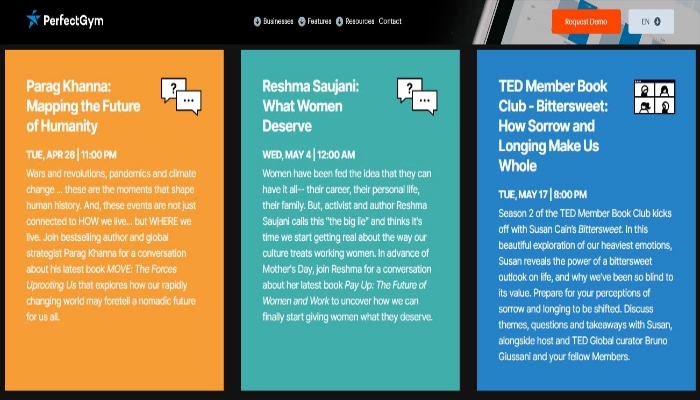 PerfectGym
Businesses Features Resources Contact
Request Demo
EN
Parag Khanna:
Mapping the Future
of Humanity
TUE, APR 26 | 11:00 PM
Wars and revolutions, pandemics and climate
change ... these are the moments that shape
human history. And, these events are not just
connected to HOW we live... but WHERE we
live. Join bestselling author and global
strategist Parag Khanna for a conversation
about his latest book MOVE: The Forces
Uprooting Us that explores how our rapidly
changing world may foretell a nomadic future
for us all.
Reshma Saujani:
What Women
Deserve
WED, MAY 4 | 12:00 AM
Women have been fed the idea that they can
have it all-- their career, their personal life,
their family. But, activist and author Reshma
Saujani calls this "the big lie" and thinks it's
time we start getting real about the way our
culture treats working women. In advance of
Mother's Day, join Reshma for a conversation
about her latest book Pay Up: The Future of
Women and Work to uncover how we can
finally start giving women what they deserve.
TED Member Book
Club - Bittersweet:
How Sorrow and
Longing Make Us
Whole
TUE, MAY 17 | 8:00 PM
Season 2 of the TED Member Book Club kicks
off with Susan Cain's Bittersweet. In this
beautiful exploration of our heaviest emotions,
Susan reveals the power of a bittersweet
outlook on life, and why we've been so blind to
its value. Prepare for your perceptions of
sorrow and longing to be shifted. Discuss
themes, questions and takeaways with Susan,
alongside host and TED Global curator Bruno
Giussani and your fellow Members.